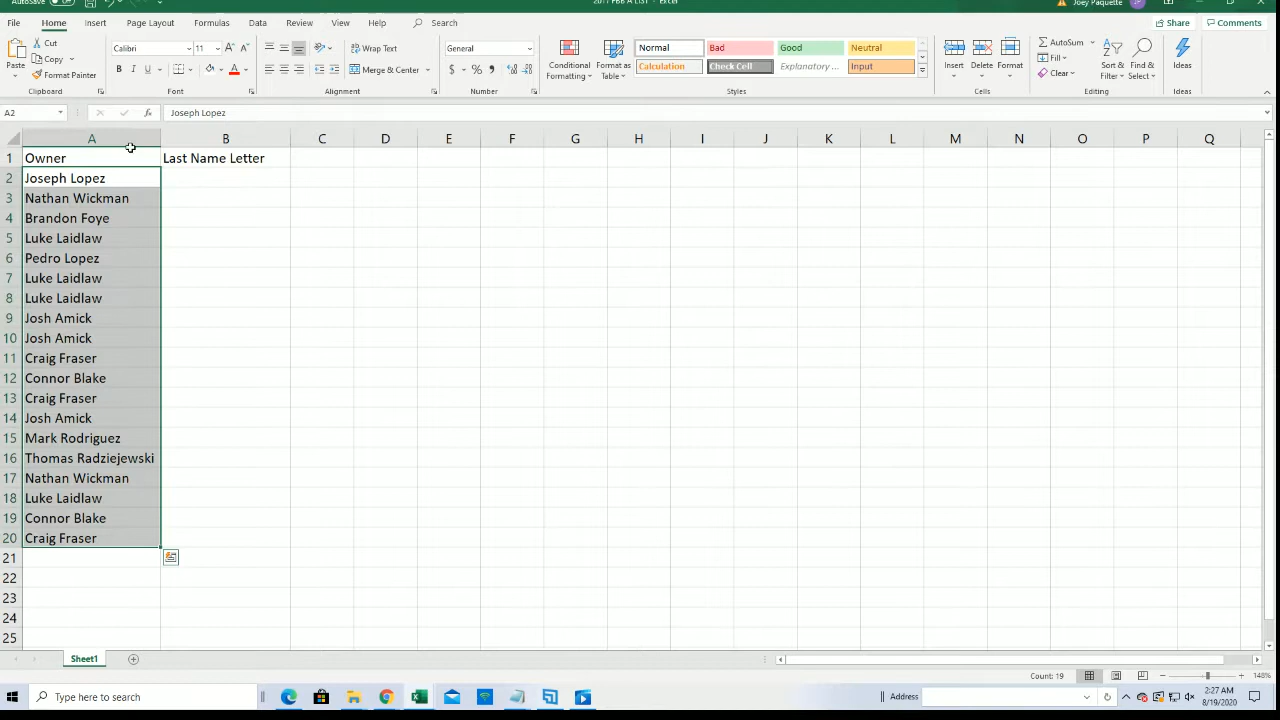 AutoSave Off
2017 FBB A LIST - Excel
Joey Paquette JP
File Home Insert Page Layout Formulas Data Review View Help Search Share Comments
Paste
Cut
Copy
Format Painter
Calibri 11
B I U
Wrap Text
Merge & Center
General
$ % ,
Conditional Formatting
Format as Table
Normal Bad Good Neutral
Calculation Check Cell Explanatory ... Input
Insert Delete Format
AutoSum
Fill
Clear
Sort & Filter
Find & Select
Ideas
Clipboard Font Alignment Number Styles Cells Editing Ideas
A2 fx Joseph Lopez
A B C D E F G H I J K L M N O P Q
1 Owner Last Name Letter
2 Joseph Lopez
3 Nathan Wickman
4 Brandon Foye
5 Luke Laidlaw
6 Pedro Lopez
7 Luke Laidlaw
8 Luke Laidlaw
9 Josh Amick
10 Josh Amick
11 Craig Fraser
12 Connor Blake
13 Craig Fraser
14 Josh Amick
15 Mark Rodriguez
16 Thomas Radziejewski
17 Nathan Wickman
18 Luke Laidlaw
19 Connor Blake
20 Craig Fraser
21
22
23
24
25
Sheet1
Count: 19 148%
Type here to search
Address
2:27 AM
8/19/2020